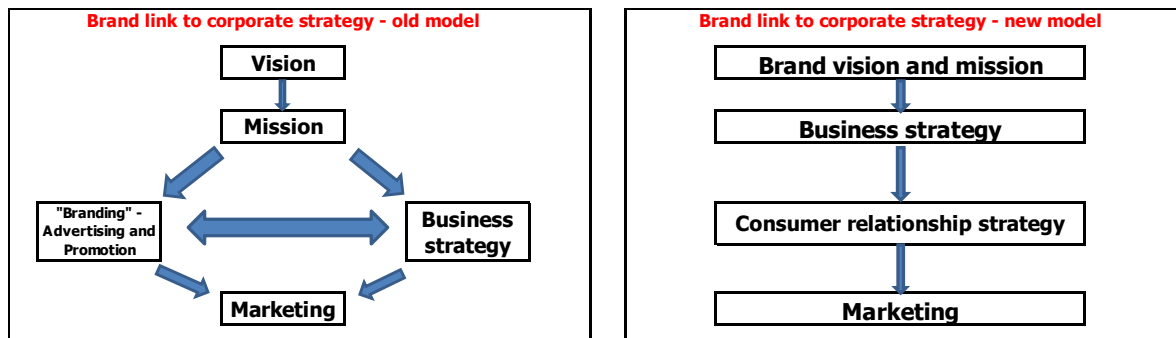 Brand link to corporate strategy - old model
Vision
Mission
"Branding" -
Advertising and
Promotion
Business
strategy
Marketing
Brand link to corporate strategy - new model
Brand vision and mission
Business strategy
Consumer relationship strategy
Marketing